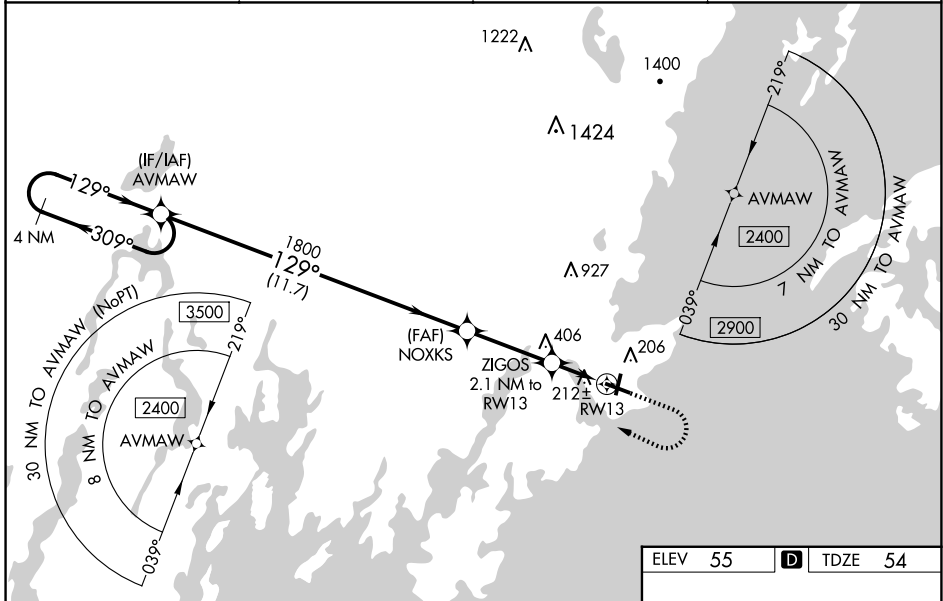 1222
1400
1424
219°
(IF/IAF)
AVMAW
129°
4 NM
309°
1800
129°
(11.7)
AVMAW
2400
7 NM TO AVMAW
30 NM TO AVMAW
039°
2900
927
(FAF)
NOXKS
406
ZIGOS
2.1 NM to
RW13
206
212±
RW13
30 NM TO AVMAW (NoPT)
3500
219°
8 NM TO AVMAW
2400
AVMAW
039°
ELEV 55 D TDZE 54